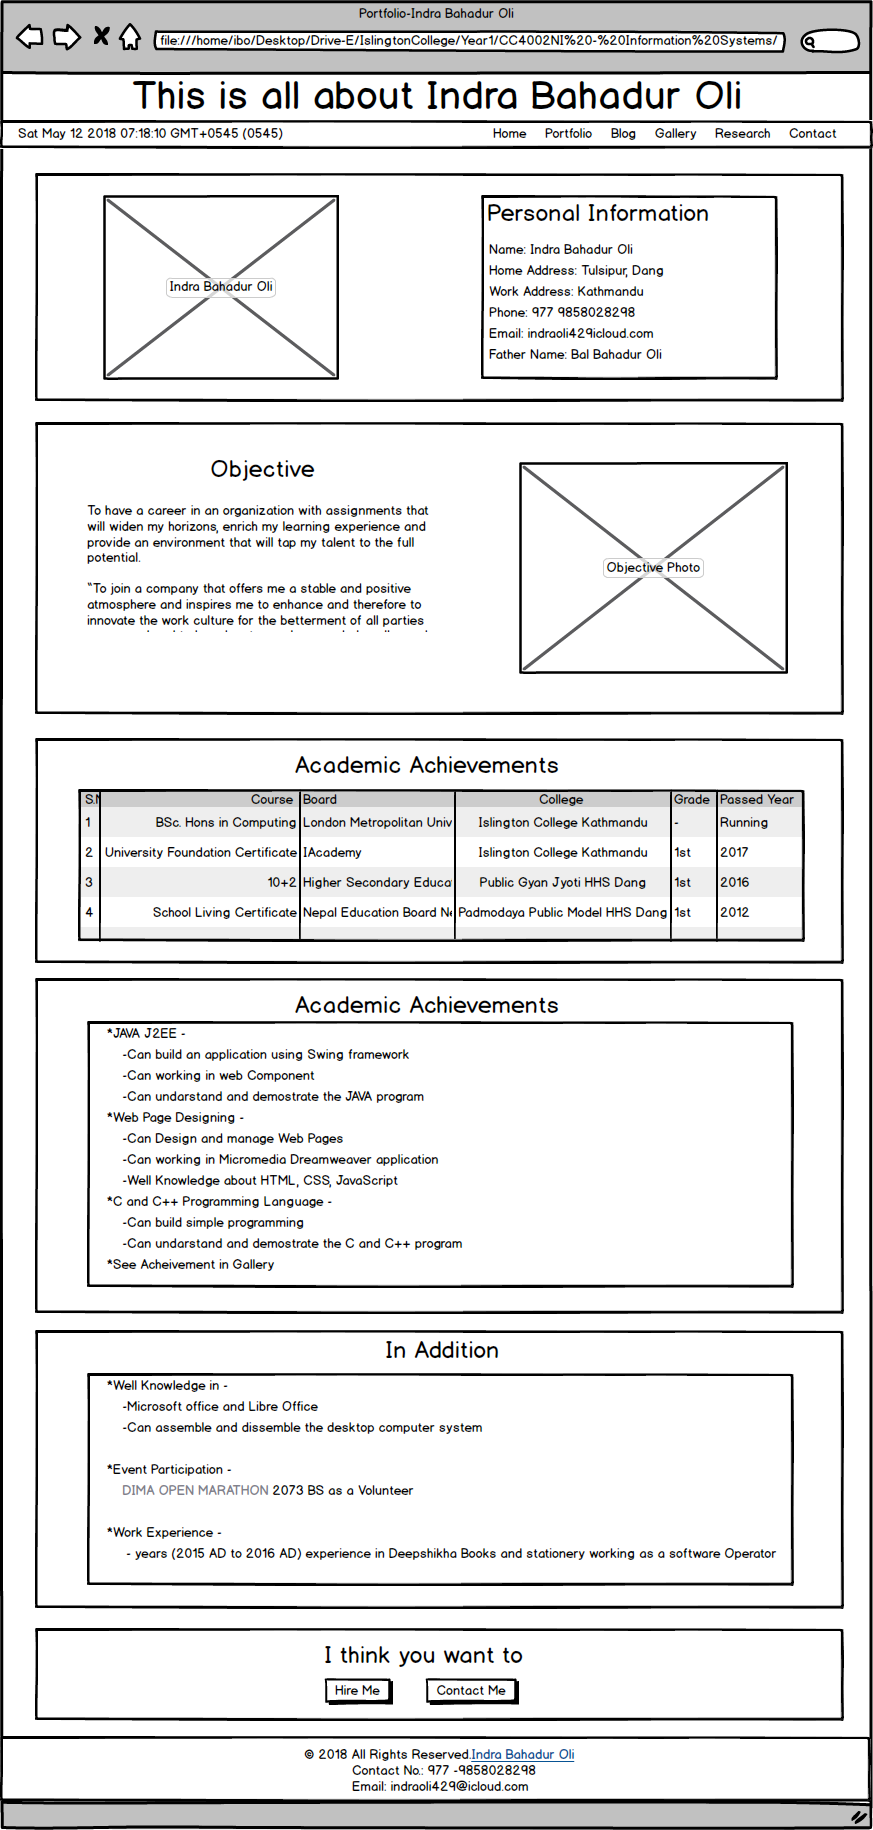 Portfolio-Indra Bahadur Oli
file:///home/ibo/Desktop/Drive-E/IslingtonCollege/Year1/CC4002NI%20-%20Information%20Systems/
This is all about Indra Bahadur Oli
Sat May 12 2018 07:18:10 GMT+0545 (0545) Home Portfolio Blog Gallery Research Contact
Indra Bahadur Oli
Personal Information
Name: Indra Bahadur Oli
Home Address: Tulsipur, Dang
Work Address: Kathmandu
Phone: 977 9858028298
Email: indraoli429icloud.com
Father Name: Bal Bahadur Oli
Objective
To have a career in an organization with assignments that
will widen my horizons, enrich my learning experience and
provide an environment that will tap my talent to the full
potential.
“To join a company that offers me a stable and positive
atmosphere and inspires me to enhance and therefore to
innovate the work culture for the betterment of all parties
Objective Photo
Academic Achievements
S.N Course Board College Grade Passed Year
1 BSc. Hons in Computing London Metropolitan Univ Islington College Kathmandu - Running
2 University Foundation Certificate IAcademy Islington College Kathmandu 1st 2017
3 10+2 Higher Secondary Educa Public Gyan Jyoti HHS Dang 1st 2016
4 School Living Certificate Nepal Education Board Ne Padmodaya Public Model HHS Dang 1st 2012
Academic Achievements
*JAVA J2EE -
-Can build an application using Swing framework
-Can working in web Component
-Can undarstand and demostrate the JAVA program
*Web Page Designing -
-Can Design and manage Web Pages
-Can working in Micromedia Dreamweaver application
-Well Knowledge about HTML, CSS, JavaScript
*C and C++ Programming Language -
-Can build simple programming
-Can undarstand and demostrate the C and C++ program
*See Acheivement in Gallery
In Addition
*Well Knowledge in -
-Microsoft office and Libre Office
-Can assemble and dissemble the desktop computer system
*Event Participation -
DIMA OPEN MARATHON 2073 BS as a Volunteer
*Work Experience -
- years (2015 AD to 2016 AD) experience in Deepshikha Books and stationery working as a software Operator
I think you want to
Hire Me Contact Me
© 2018 All Rights Reserved.Indra Bahadur Oli
Contact No.: 977 -9858028298
Email: indraoli429@icloud.com